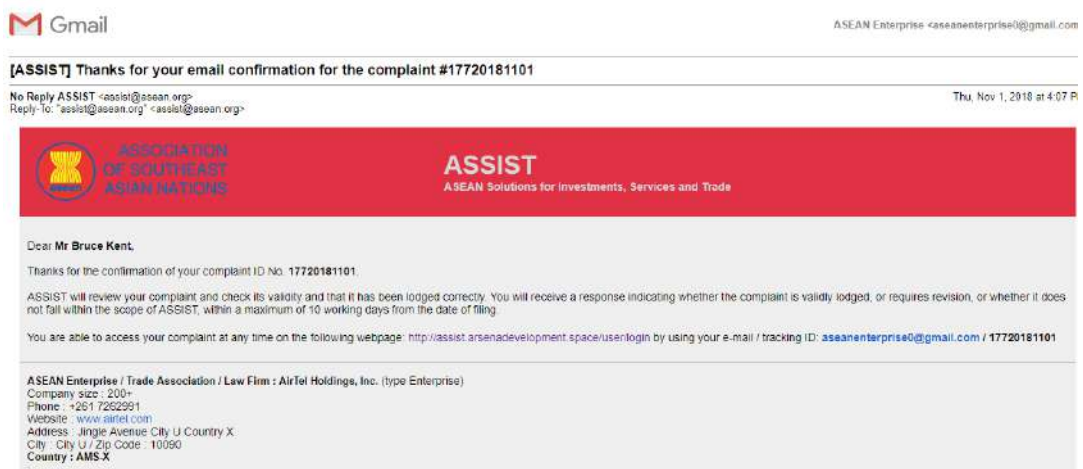 Gmail
ASEAN Enterprise <aseanenterprise0@gmail.com
[ASSIST] Thanks for your email confirmation for the complaint #17720181101
No Reply ASSIST <assist@asean.org>
Thu, Nov 1, 2018 at 4:07 P
Reply-To: "assist@asean.org" <assist@asean.org>
ASSOCIATION
OF SOUTHEAST
ASIAN NATIONS
ASSIST
ASEAN Solutions for Investments, Services and Trade
Dear Mr Bruce Kent,
Thanks for the confirmation of your complaint ID No. 17720181101.
ASSIST will review your complaint and check its validity and that it has been lodged correctly. You will receive a response indicating whether the complaint is validly lodged, or requires revision, or whether it does
not fall within the scope of ASSIST, within a maximum of 10 working days from the date of filing.
You are able to access your complaint at any time on the following webpage: http://assist.arsenadevelopment.space/user/login by using your e-mail / tracking ID: aseanenterprise0@gmail.com / 17720181101
ASEAN Enterprise / Trade Association / Law Firm : AirTel Holdings, Inc. (type Enterprise)
Company size : 200+
Phone : +261 7262991
Website : www.airtel.com
Address : Jingle Avenue City U Country X
City : City U / Zip Code : 10090
Country : AMS-X